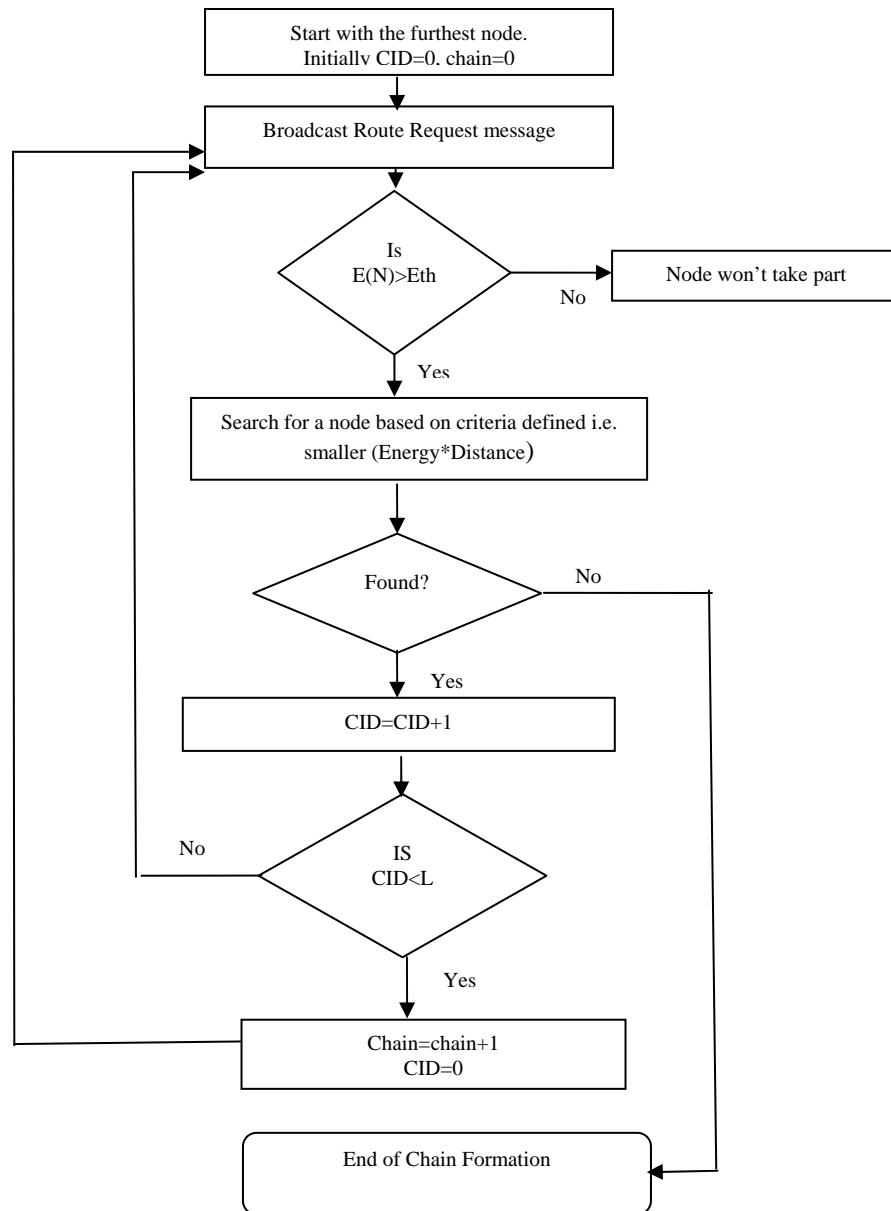 Start with the furthest node.
Initially CID=0, chain=0
Broadcast Route Request message
Is
E(N)>Eth
No
Node won't take part
Yes
Search for a node based on criteria defined i.e.
smaller (Energy*Distance)
Found?
No
Yes
CID=CID+1
No
IS
CID<L
Yes
Chain=chain+1
CID=0
End of Chain Formation